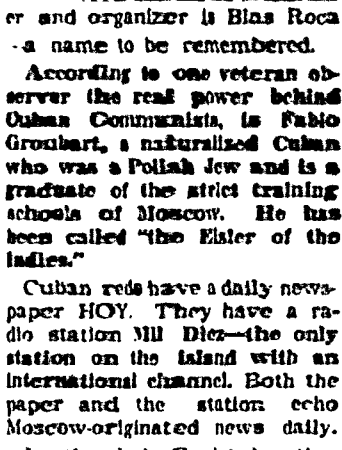 er and organizer is Blas Roca
-a name to be remembered.
According to one veteran ob-
server the real power behind
Cuban Communists, is Fabio
Grombart, a naturalized Cuban
who was a Polish Jew and is a
graduate of the strict training
schools of Moscow. He has
been called "the Eisler of the
Indies."
Cuban reds have a daily news-
paper HOY. They have a ra-
dio station Mil Diez—the only
station on the island with an
international channel. Both the
paper and the station echo
Moscow-originated news daily.